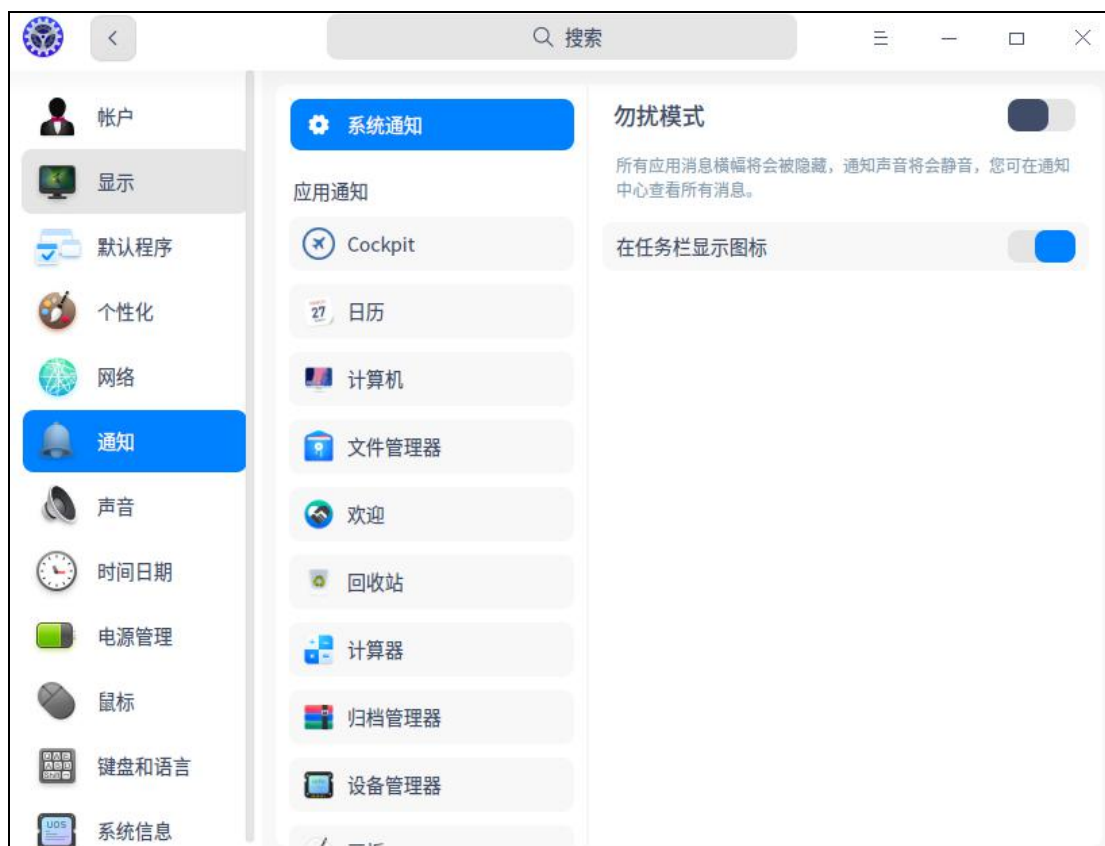 搜索
帐户
显示
默认程序
个性化
网络
通知
声音
时间日期
电源管理
鼠标
键盘和语言
UOS
系统信息
系统通知
应用通知
Cockpit
27
日历
计算机
文件管理器
欢迎
回收站
计算器
归档管理器
设备管理器
勿扰模式
所有应用消息横幅将会被隐藏，通知声音将会静音，您可在通知
中心查看所有消息。
在任务栏显示图标